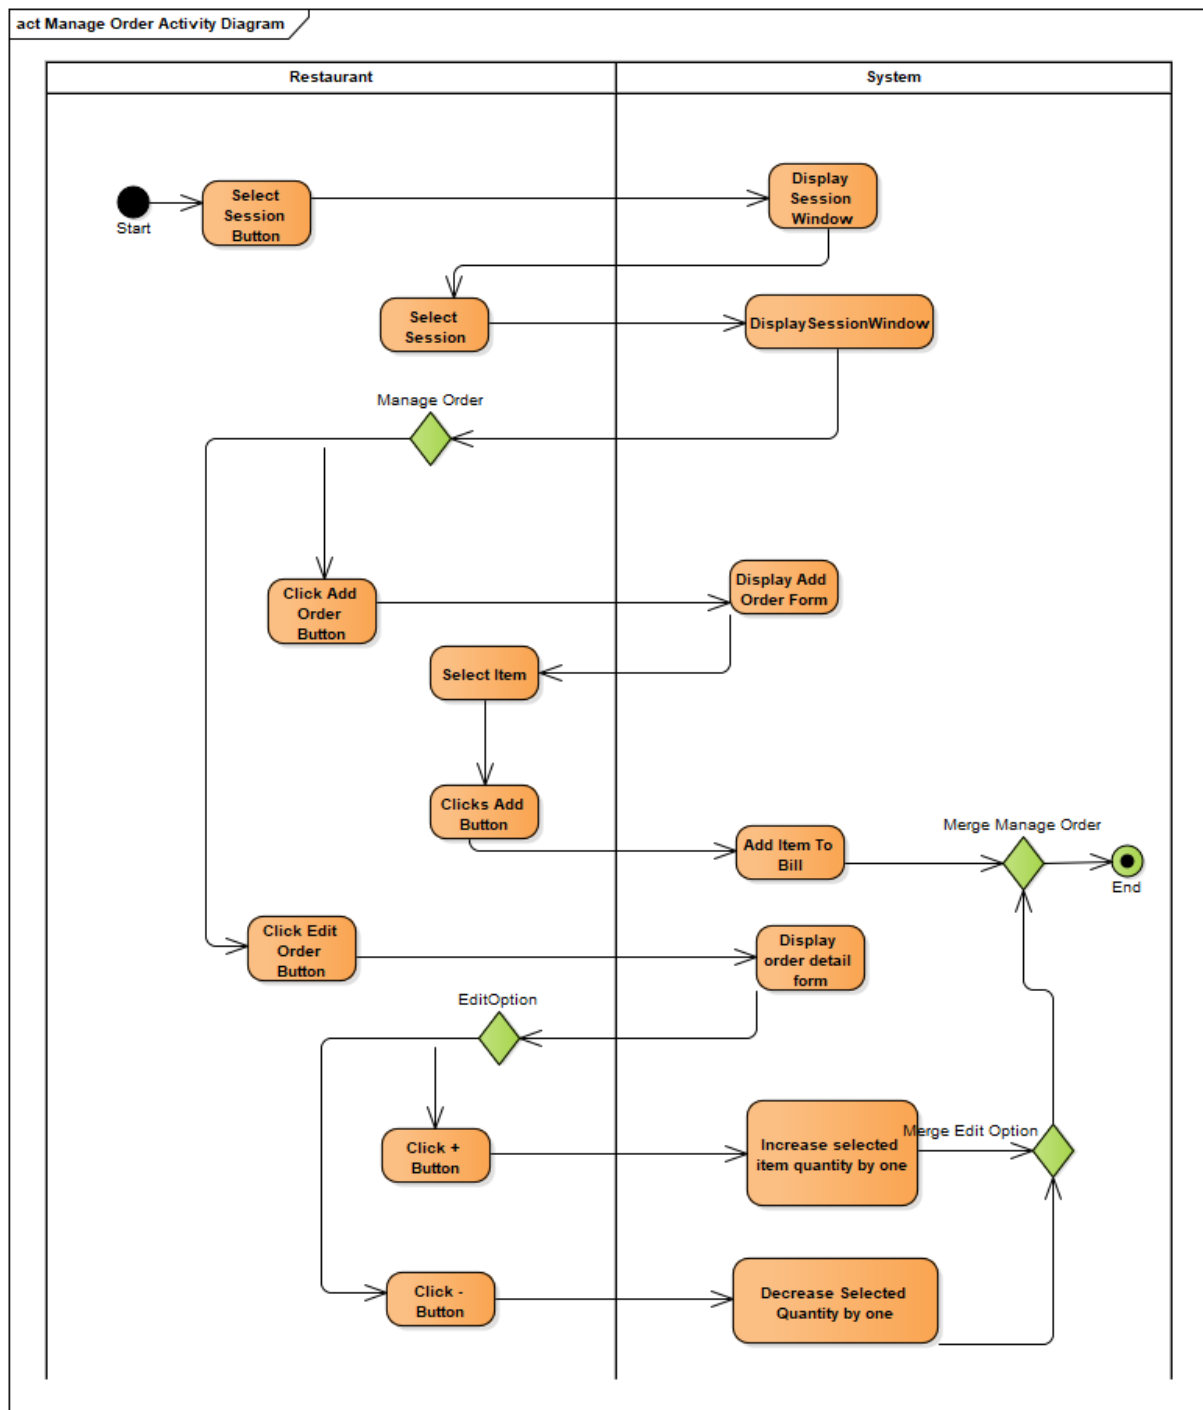 act Manage Order Activity Diagram
Restaurant
System
Start
Select
Session
Button
Display
Session
Window
Select
Session
DisplaySessionWindow
Manage Order
Click Add
Order
Button
Display Add
Order Form
Select Item
Clicks Add
Button
Add Item To
Bill
Merge Manage Order
End
Click Edit
Order
Button
Display
order detail
form
EditOption
Click +
Button
Increase selected
item quantity by one
Merge Edit Option
Click -
Button
Decrease Selected
Quantity by one